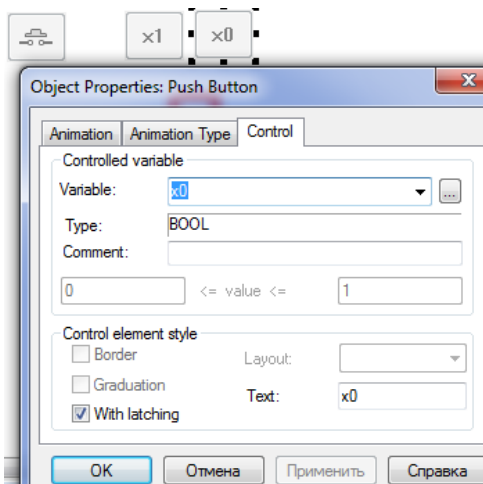 x1 x0
Object Properties: Push Button
Animation Animation Type Control
Controlled variable
Variable: x0 ...
Type: BOOL
Comment:
0 <= value <= 1
Control element style
Border Layout:
Graduation Text: x0
With latching
OK Отмена Применить Справка